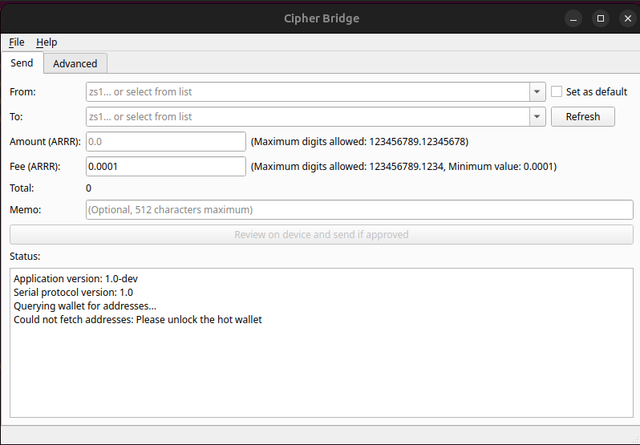 Cipher Bridge
File Help
Send Advanced
From: zs1... or select from list Set as default
To: zs1... or select from list Refresh
Amount (ARRR): 0.0 (Maximum digits allowed: 123456789.12345678)
Fee (ARRR): 0.0001 (Maximum digits allowed: 123456789.1234, Minimum value: 0.0001)
Total: 0
Memo: (Optional, 512 characters maximum)
Review on device and send if approved
Status:
Application version: 1.0-dev
Serial protocol version: 1.0
Querying wallet for addresses...
Could not fetch addresses: Please unlock the hot wallet